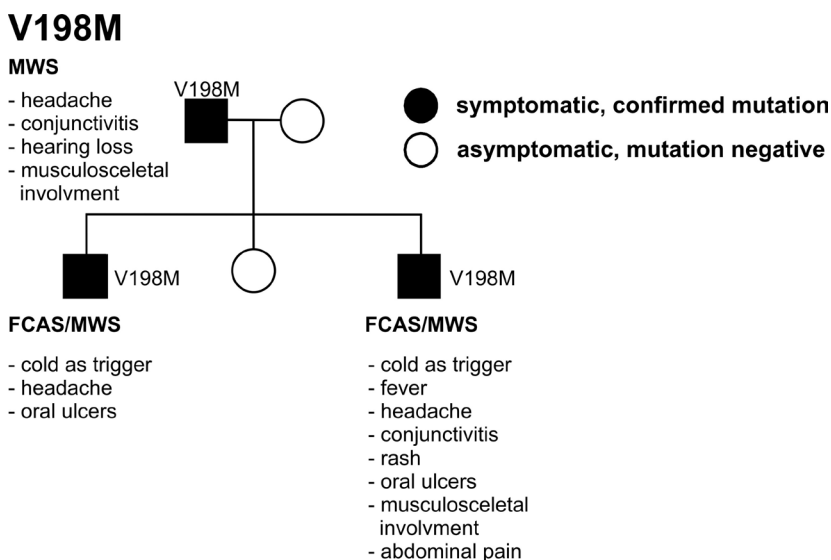 V198M
MWS
- headache
- conjunctivitis
- hearing loss
- musculosceletal
involvment
V198M
symptomatic, confirmed mutation
asymptomatic, mutation negative
V198M
V198M
FCAS/MWS
- cold as trigger
- headache
- oral ulcers
FCAS/MWS
- cold as trigger
- fever
- headache
- conjunctivitis
- rash
- oral ulcers
- musculosceletal
involvment
- abdominal pain